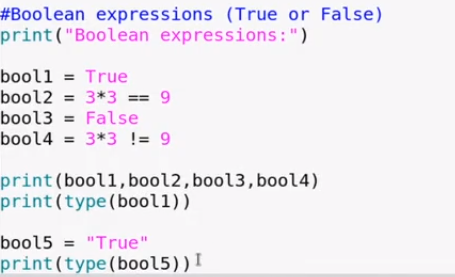 #Boolean expressions (True or False)
print("Boolean expressions:")
bool1 = True
bool2 = 3*3 == 9
bool3 = False
bool4 = 3*3 != 9
print(bool1,bool2,bool3,bool4)
print(type(bool1))
bool5 = "True"
print(type(bool5))